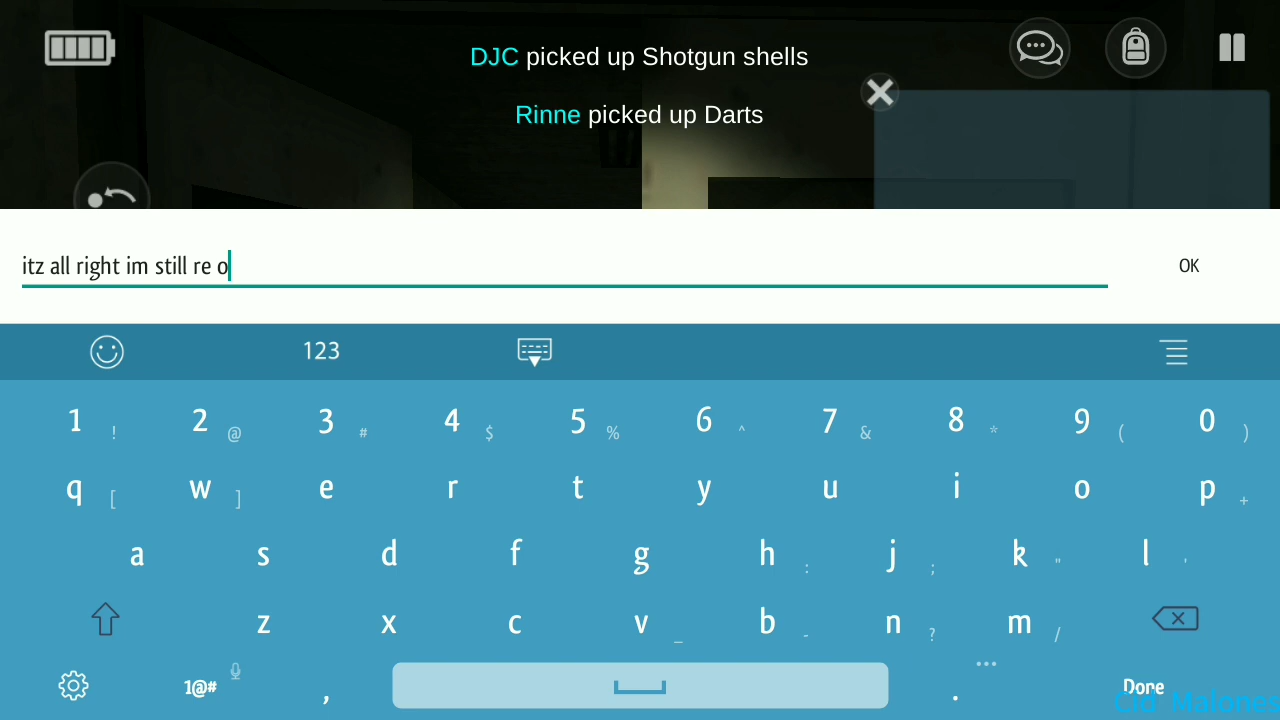 DJC picked up Shotgun shells
Rinne picked up Darts
itz all right im still re o
OK
123
1 ! 2 @ 3 # 4 $ 5 % 6 ^ 7 & 8 * 9 ( 0 )
q [ w ] e r t y u i o p +
a s d f g h : j ; k " l '
z x c v _ b - n ? m /
1@# , . ... Done